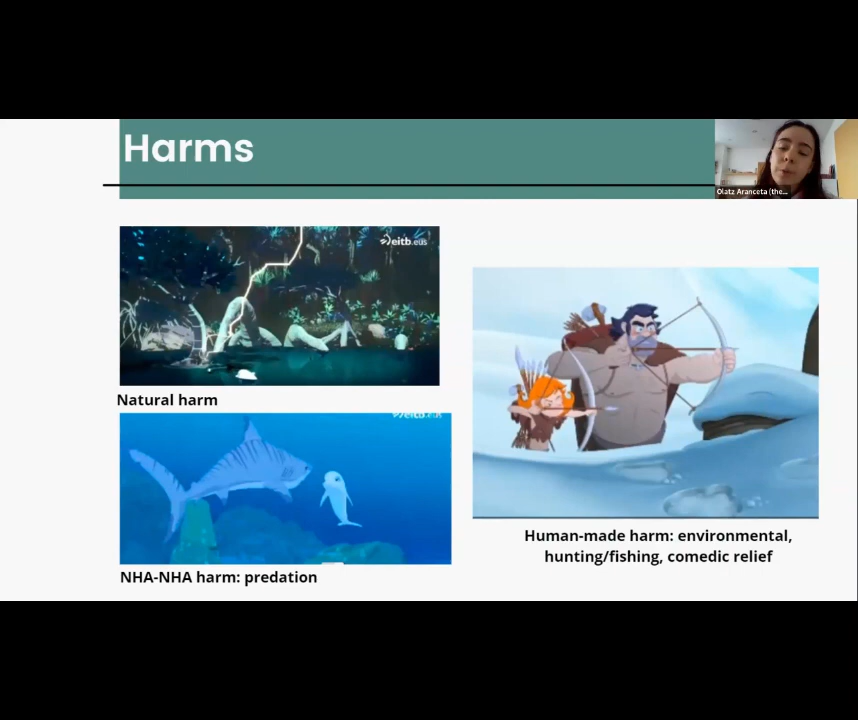 Harms
Olatz Aranceta (the...
eitb.eus
Natural harm
eitb.eus
NHA-NHA harm: predation
Human-made harm: environmental,
hunting/fishing, comedic relief